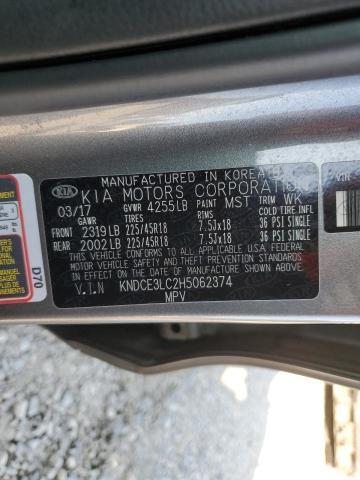 MANUFACTURED IN KOREA
KIA KIA MOTORS CORPORATION
03/17 GVWR 4255LB PAINT MST TRIM WK
GAWR TIRES RIMS COLD TIRE INFL
FRONT 2319LB 225/45R18 7.5Jx18 36 PSI SINGLE
REAR 2002LB 225/45R18 7.5Jx18 36 PSI SINGLE
THIS VEHICLE CONFORMS TO ALL APPLICABLE U.S.A. FEDERAL
MOTOR VEHICLE SAFETY AND THEFT PREVENTION STANDARDS
IN EFFECT ON THE DATE OF MANUFACTURE SHOWN ABOVE.
V.I.N KNDCE3LC2H5062374
MPV
D70
VIN